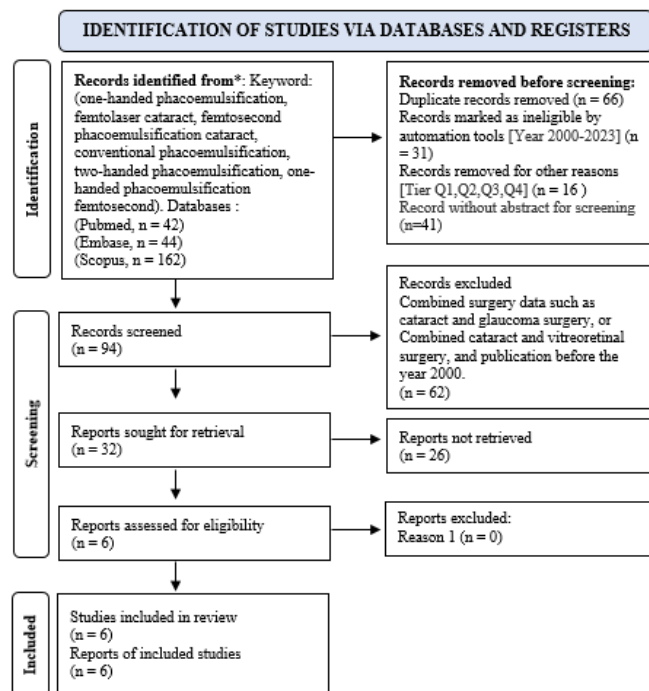 IDENTIFICATION OF STUDIES VIA DATABASES AND REGISTERS
Identification
Records identified from*: Keyword:
(one-handed phacoemulsification,
femtolaser cataract, femtosecond
phacoemulsification cataract,
conventional phacoemulsification,
two-handed phacoemulsification, one-
handed phacoemulsification
femtosecond). Databases :
(Pubmed, n = 42)
(Embase, n = 44)
(Scopus, n = 162)
Records removed before screening:
Duplicate records removed (n = 66)
Records marked as ineligible by
automation tools [Year 2000-2023] (n
= 31)
Records removed for other reasons
[Tier Q1,Q2,Q3,Q4] (n = 16 )
Record without abstract for screening
(n=41)
Screening
Records screened
(n = 94)
Records excluded
Combined surgery data such as
cataract and glaucoma surgery, or
Combined cataract and vitreoretinal
surgery, and publication before the
year 2000.
(n = 62)
Reports sought for retrieval
(n = 32)
Reports not retrieved
(n = 26)
Reports assessed for eligibility
(n = 6)
Reports excluded:
Reason 1 (n = 0)
Included
Studies included in review
(n = 6)
Reports of included studies
(n = 6)